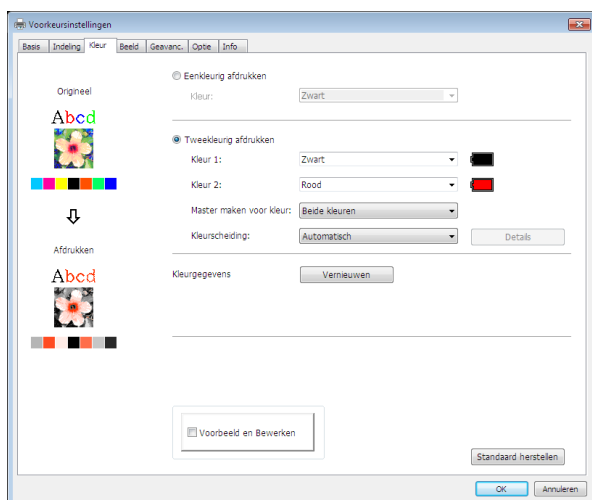 Voorkeursinstellingen
Basis Indeling Kleur Beeld Geavanc. Optie Info
Origineel
Abcd
Afdrukken
Abcd
Eenkleurig afdrukken
Kleur: Zwart
Tweekleurig afdrukken
Kleur 1: Zwart
Kleur 2: Rood
Master maken voor kleur: Beide kleuren
Kleurscheiding: Automatisch Details
Kleurgegevens Vernieuwen
Voorbeeld en Bewerken
Standaard herstellen
OK Annuleren